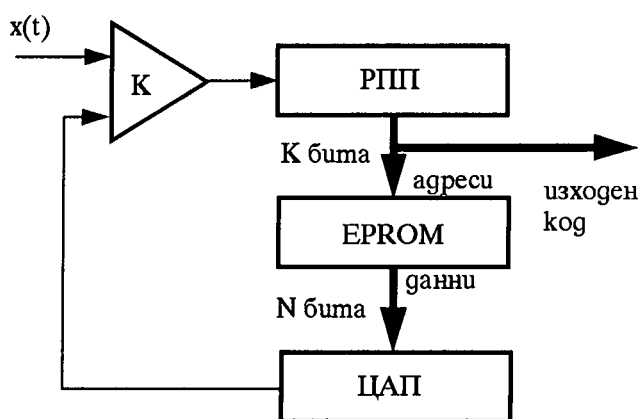 x(t)
К
РПП
К бита
адреси
изходен
код
EPROM
данни
N бита
ЦАП